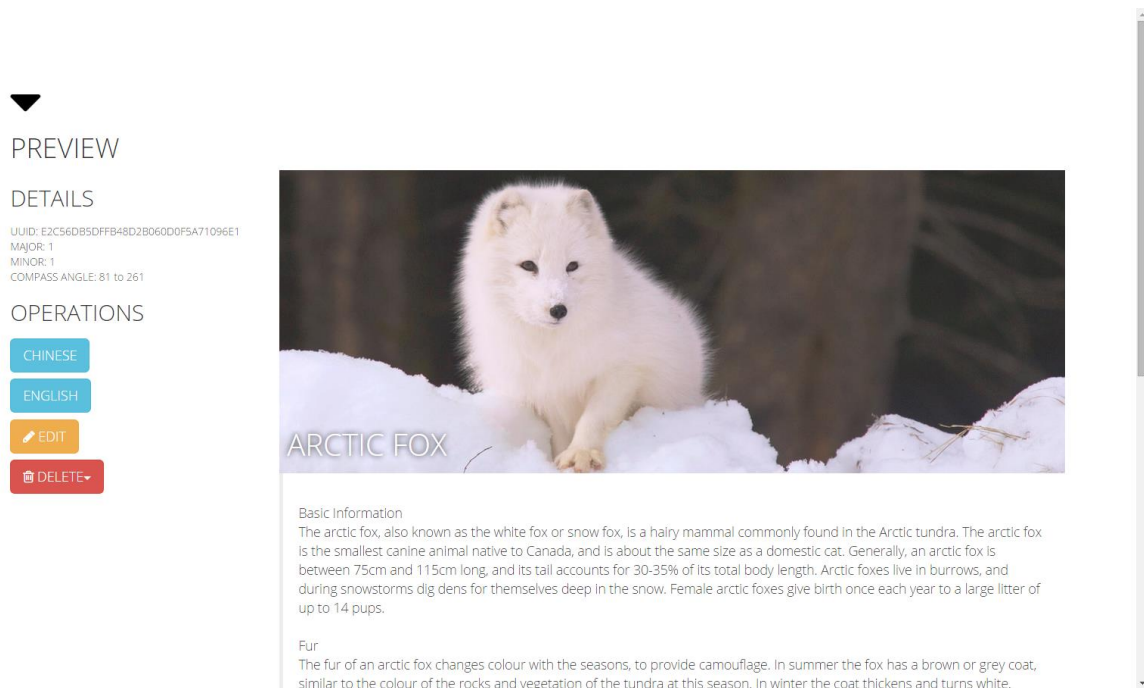 PREVIEW
DETAILS
UUID: E2C56DB5DFFB48D2B060D0F5A71096E1
MAJOR: 1
MINOR: 1
COMPASS ANGLE: 81 to 261
OPERATIONS
CHINESE
ENGLISH
EDIT
DELETE
ARCTIC FOX
Basic Information
The arctic fox, also known as the white fox or snow fox, is a hairy mammal commonly found in the Arctic tundra. The arctic fox
is the smallest canine animal native to Canada, and is about the same size as a domestic cat. Generally, an arctic fox is
between 75cm and 115cm long, and its tail accounts for 30-35% of its total body length. Arctic foxes live in burrows, and
during snowstorms dig dens for themselves deep in the snow. Female arctic foxes give birth once each year to a large litter of
up to 14 pups.
Fur
The fur of an arctic fox changes colour with the seasons, to provide camouflage. In summer the fox has a brown or grey coat,
similar to the colour of the rocks and vegetation of the tundra at this season. In winter the coat thickens and turns white,